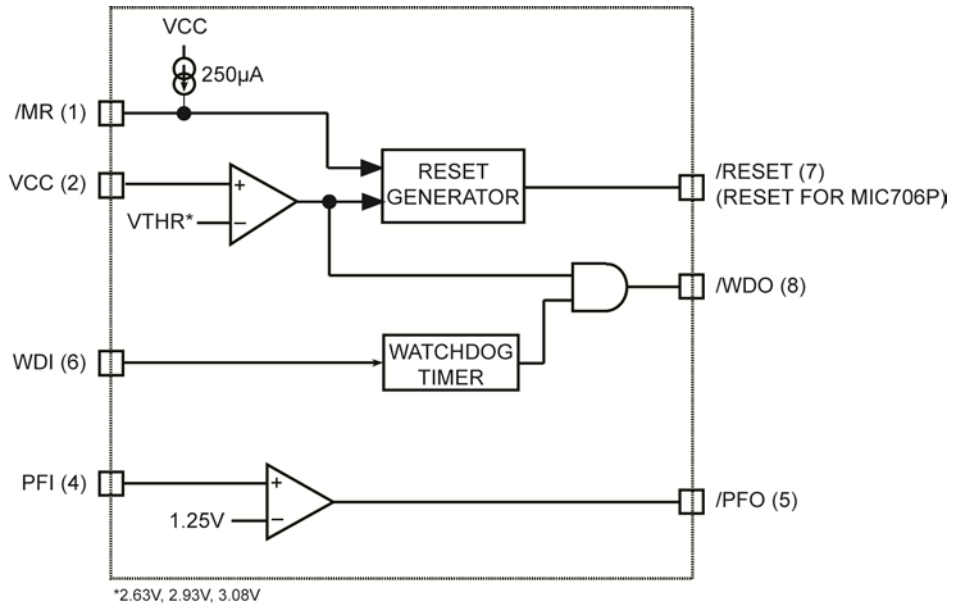 VCC
250µA
/MR (1)
VCC (2)
+
VTHR*
−
RESET
GENERATOR
/RESET (7)
(RESET FOR MIC706P)
/WDO (8)
WDI (6)
WATCHDOG
TIMER
PFI (4)
+
1.25V
−
/PFO (5)
*2.63V, 2.93V, 3.08V